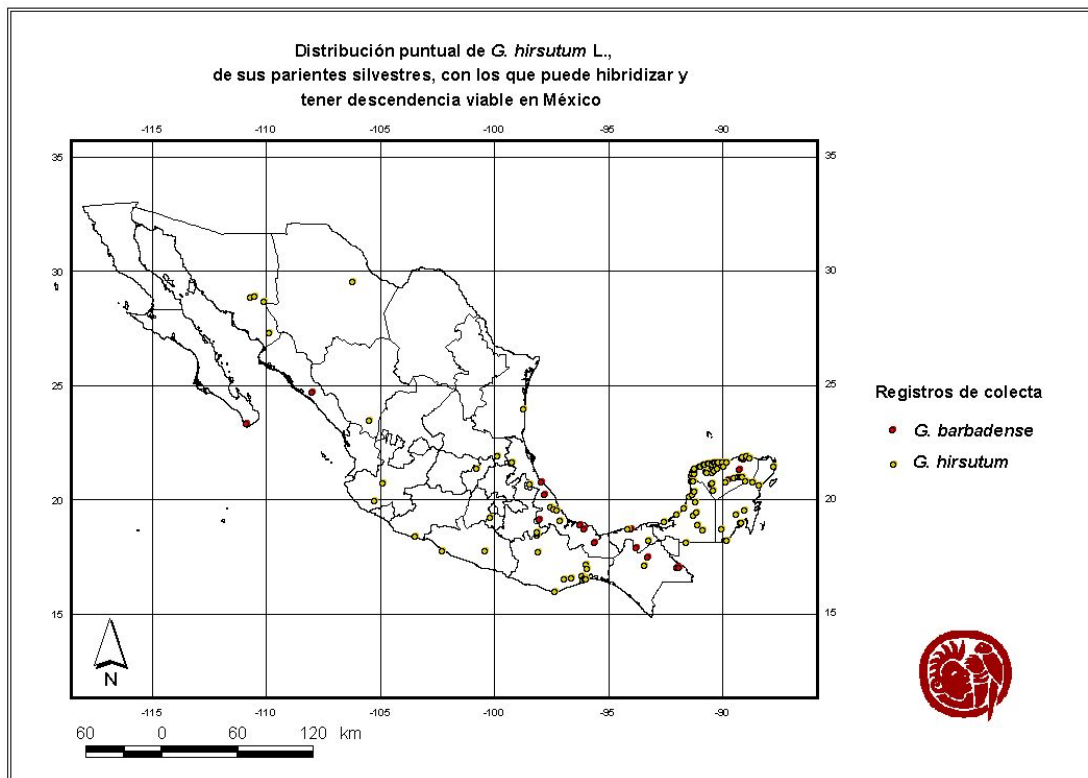 Distribución puntual de G. hirsutum L.,
de sus parientes silvestres, con los que puede hibridizar y
tener descendencia viable en México
-115 -110 -105 -100 -95 -90
35 35
30 30
25 25
20 20
15 15
-115 -110 -105 -100 -95 -90
N
60 0 60 120 km
Registros de colecta
G. barbadense
G. hirsutum